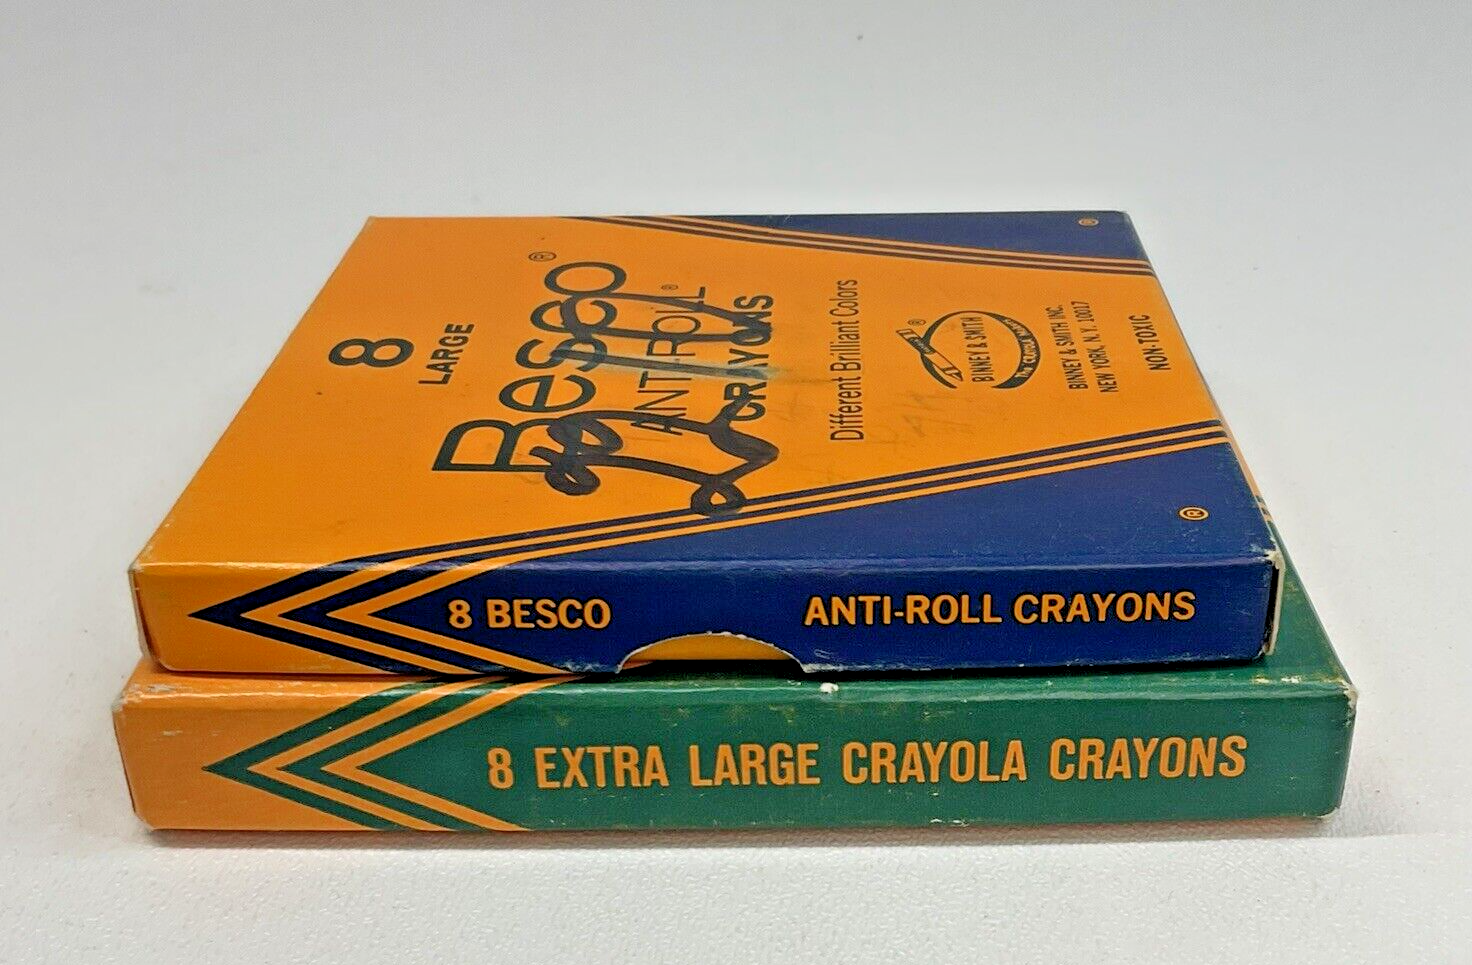 8
LARGE
Besco®
ANTI-ROLL®
CRAYONS
Different Brilliant Colors
®
BINNEY & SMITH
BINNEY & SMITH INC.
NEW YORK, N.Y. 10017
NON-TOXIC
®
®
8 BESCO ANTI-ROLL CRAYONS
8 EXTRA LARGE CRAYOLA CRAYONS